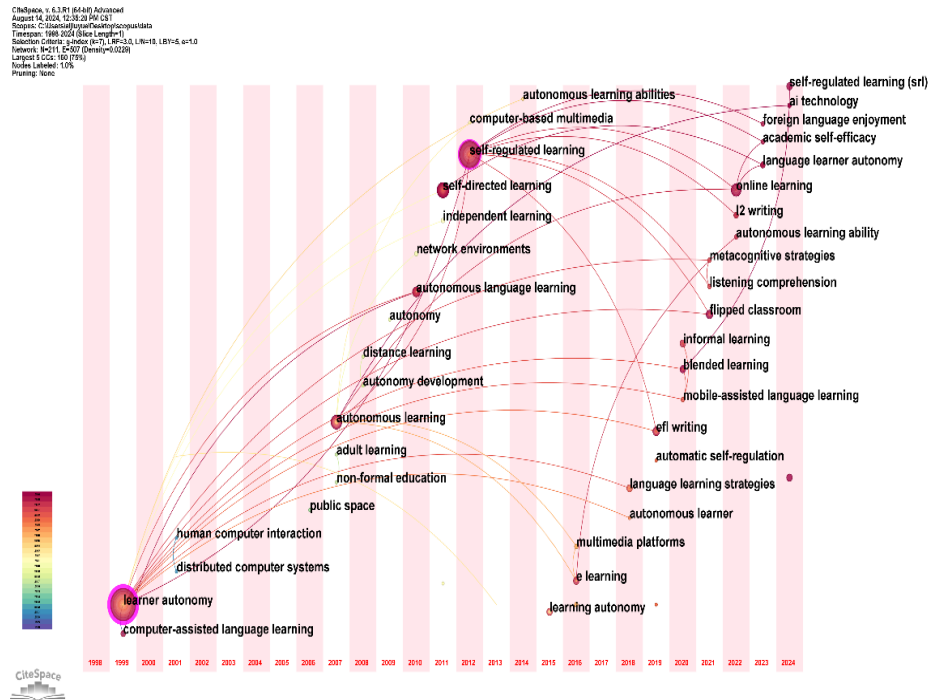 CiteSpace, v. 6.3.R1 (64-bit) Advanced
August 14, 2024, 12:35:20 PM CST
Scopus: C:\Users\eljiuyue\Desktop\scopus\data
Timespan: 1998-2024 (Slice Length=1)
Selection Criteria: g-index (k=7), LRF=3.0, L/N=10, LBY=5, e=1.0
Network: N=211, E=507 (Density=0.0229)
Largest 5 CCs: 160 (75%)
Nodes Labeled: 1.0%
Pruning: None
self-regulated learning (srl)
autonomous learning abilities
ai technology
computer-based multimedia
foreign language enjoyment
academic self-efficacy
self-regulated learning
language learner autonomy
self-directed learning
online learning
l2 writing
independent learning
autonomous learning ability
network environments
metacognitive strategies
listening comprehension
autonomous language learning
flipped classroom
autonomy
informal learning
distance learning
blended learning
autonomy development
mobile-assisted language learning
autonomous learning
efl writing
adult learning
automatic self-regulation
non-formal education
language learning strategies
public space
autonomous learner
human computer interaction
multimedia platforms
distributed computer systems
e learning
learner autonomy
learning autonomy
computer-assisted language learning
1998 1999 2000 2001 2002 2003 2004 2005 2006 2007 2008 2009 2010 2011 2012 2013 2014 2015 2016 2017 2018 2019 2020 2021 2022 2023 2024
CiteSpace